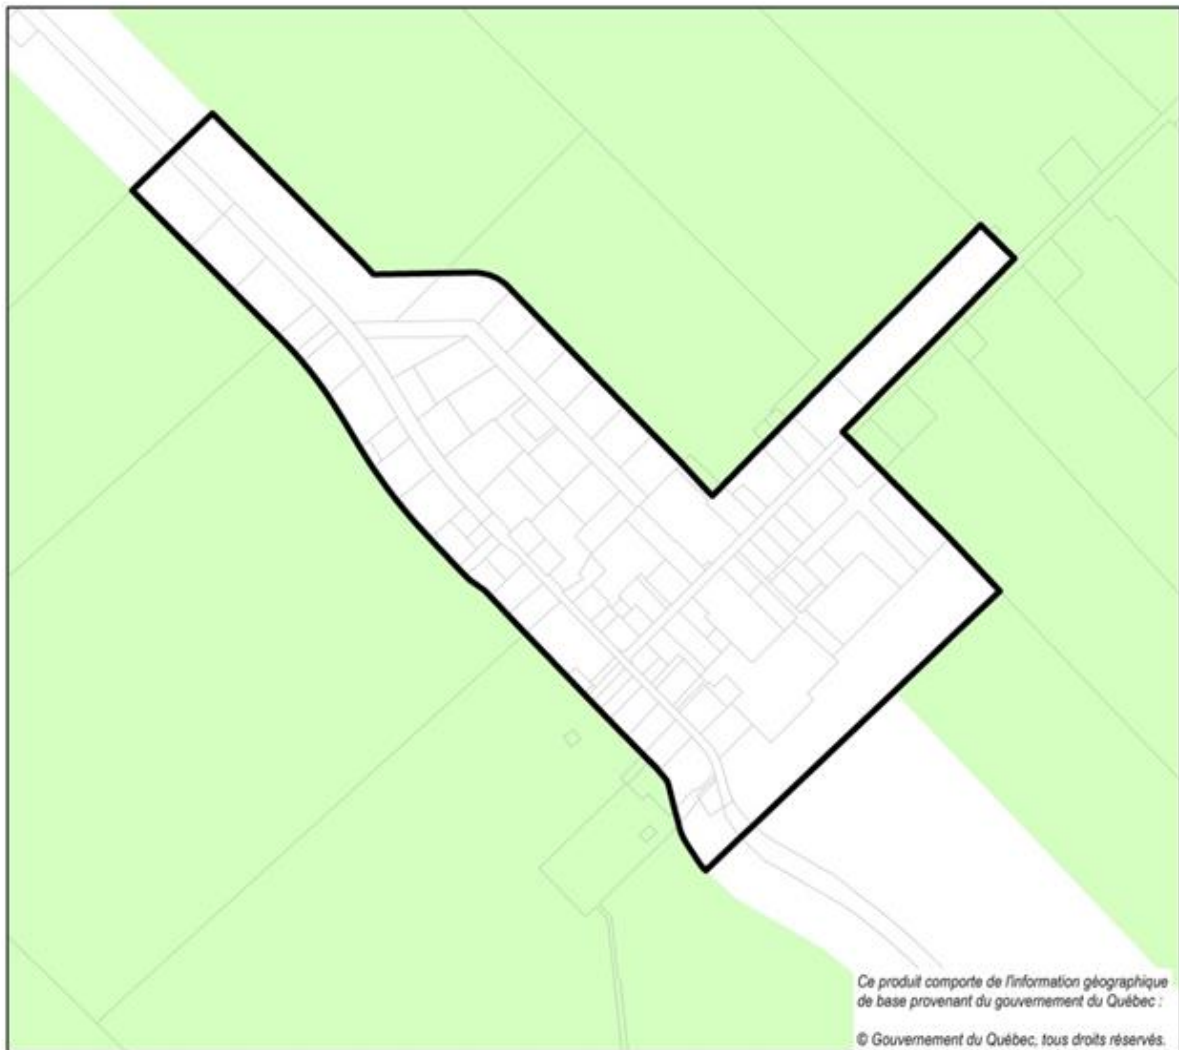 Ce produit comporte de l'information géographique
de base provenant du gouvernement du Québec :
© Gouvernement du Québec, tous droits réservés.